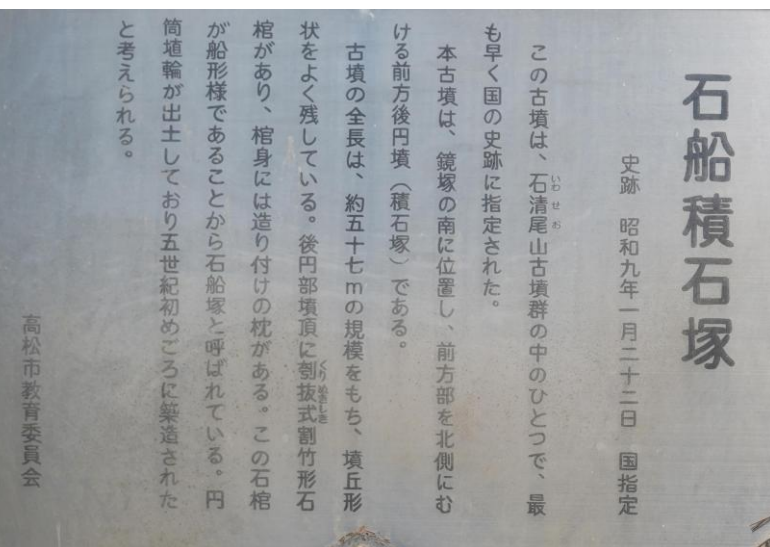 石船積石塚
史跡　昭和九年一月二十二日　国指定
この古墳は、石清尾山古墳群の中のひとつで、最
いわせお
も早く国の史跡に指定された。
本古墳は、鏡塚の南に位置し、前方部を北側にむ
ける前方後円墳（積石塚）である。
古墳の全長は、約五十七mの規模をもち、墳丘形
状をよく残している。後円部墳頂に刳抜式割竹形石
くりぬきしき
棺があり、棺身には造り付けの枕がある。この石棺
が船形様であることから石船塚と呼ばれている。円
筒埴輪が出土しており五世紀初めごろに築造された
と考えられる。
高松市教育委員会